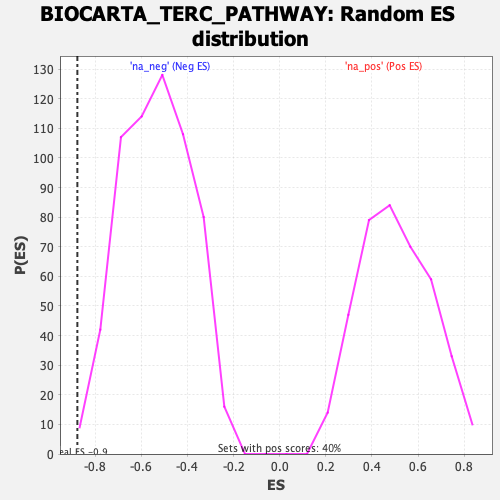 BIOCARTA_TERC_PATHWAY: Random ES
distribution
'na_neg' (Neg ES)
'na_pos' (Pos ES)
130
120
110
100
90
80
70
60
50
40
30
20
10
0
P(ES)
ES -0.9
Sets with pos scores: 40%
-0.8
-0.6
-0.4
-0.2
0.0
0.2
0.4
0.6
0.8
ES